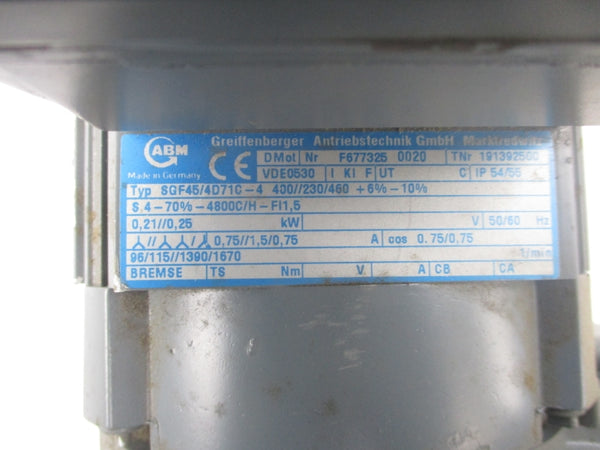 ABM
Made in Germany
Greiffenberger Antriebstechnik GmbH Marktredwitz
CE
DMot Nr F677325 0020 TNr 191392500
VDE0530 I Kl F UT C IP 54/55
Typ SGF45/4D71C-4 400//230/460 +6%-10%
S.4-70%-4800C/H-FI1,5
0,21//0,25 kW V 50/60 Hz
0,75//1,5/0,75 A cos 0.75/0,75
96/115//1390/1670 1/min
BREMSE TS Nm V A CB CA